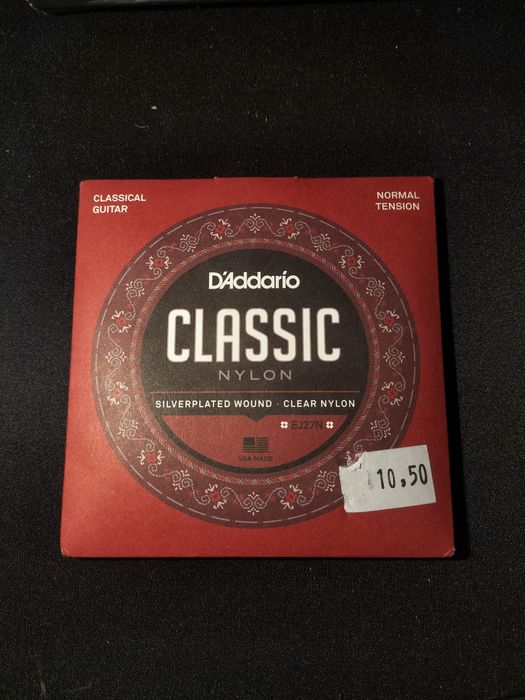 CLASSICAL
GUITAR
NORMAL
TENSION
D'Addario
CLASSIC
NYLON
SILVERPLATED WOUND · CLEAR NYLON
EJ27N
USA MADE
10,50